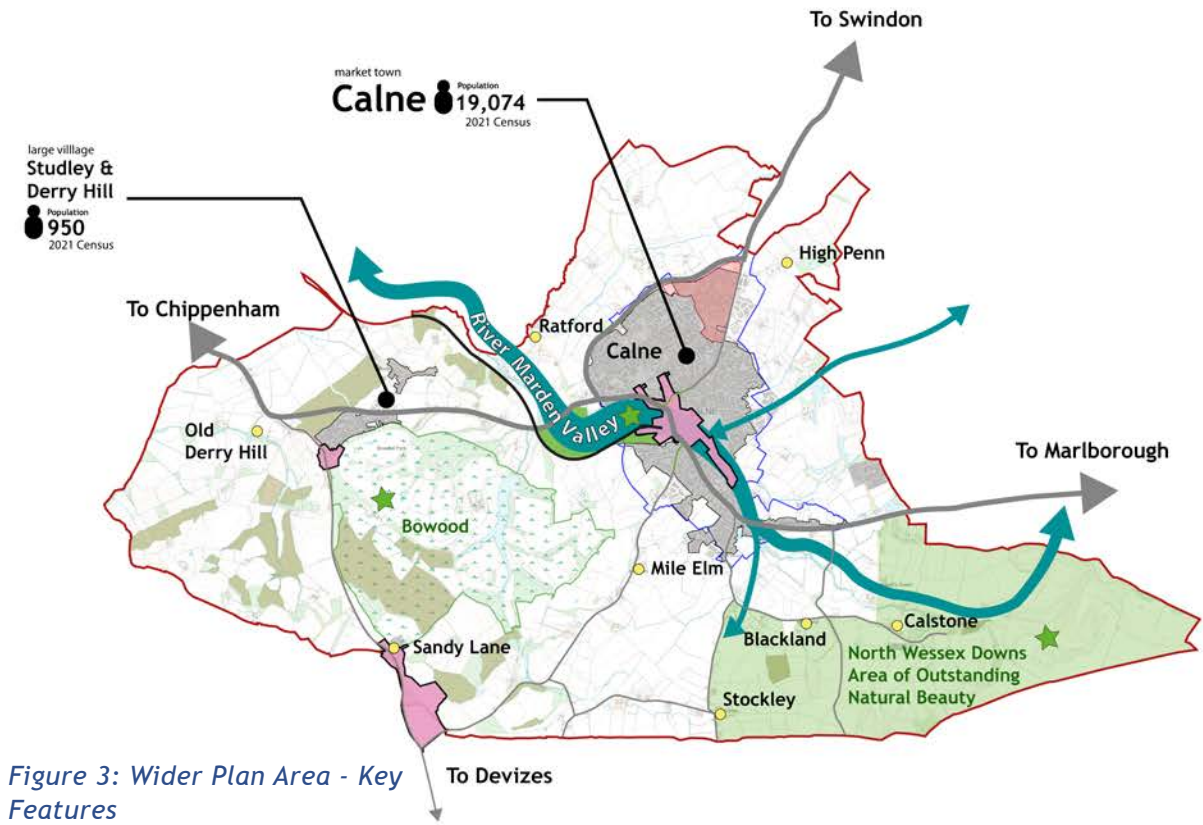 To Swindon
market town
Calne
Population
19,074
2021 Census
large villlage
Studley &
Derry Hill
Population
950
2021 Census
High Penn
To Chippenham
Ratford
River Marden Valley
Calne
Old
Derry Hill
To Marlborough
Bowood
Mile Elm
Sandy Lane
Blackland
Calstone
North Wessex Downs
Area of Outstanding
Natural Beauty
Stockley
To Devizes
Figure 3: Wider Plan Area - Key
Features